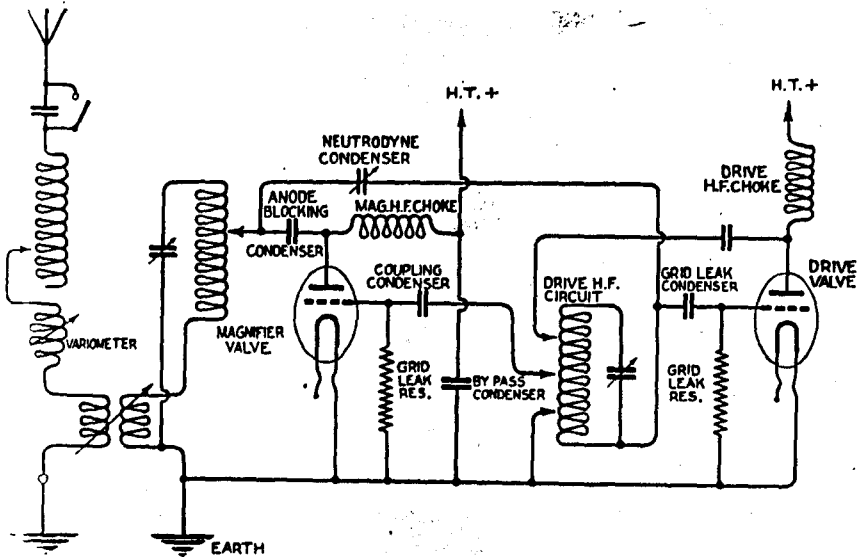 H.T. +
H.T. +
NEUTRODYNE
CONDENSER
DRIVE
H.F. CHOKE
ANODE
BLOCKING
CONDENSER
MAG.H.F.CHOKE
COUPLING
CONDENSER
DRIVE H.F.
CIRCUIT
GRID LEAK
CONDENSER
DRIVE
VALVE
VARIOMETER
MAGNIFIER
VALVE
GRID
LEAK
RES.
BY PASS
CONDENSER
GRID
LEAK
RES.
EARTH